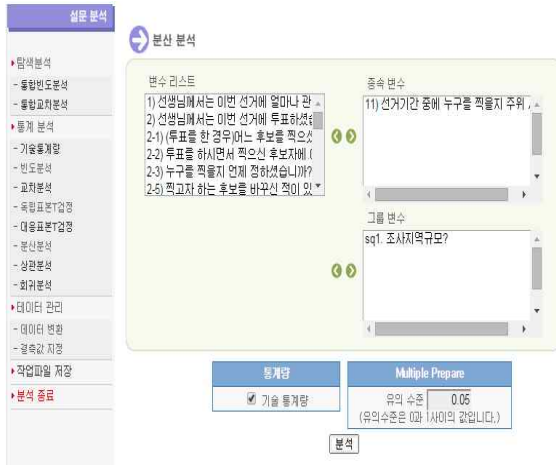 설문 분석
탐색분석
- 통합빈도분석
- 통합교차분석
통계 분석
- 기술통계량
- 빈도분석
- 교차분석
- 독립표본T검정
- 대응표본T검정
- 분산분석
- 상관분석
- 회귀분석
데이터 관리
- 데이터 변환
- 결측값 지정
작업파일 저장
분석 종료
분산 분석
변수 리스트
1) 선생님께서는 이번 선거에 얼마나 관
2) 선생님께서는 이번 선거에 투표하셨습
2-1) (투표를 한 경우)어느 후보를 찍으셨
2-2) 투표를 하시면서 찍으신 후보자에 대
2-3) 누구를 찍을지 언제 정하셨습니까?
2-5) 찍고자 하는 후보를 바꾸신 적이 있
종속 변수
11) 선거기간 중에 누구를 찍을지 주위
그룹 변수
sq1. 조사지역규모?
통계량
기술 통계량
Multiple Prepare
유의 수준 0.05
(유의수준은 0과 1사이의 값입니다.)
분석